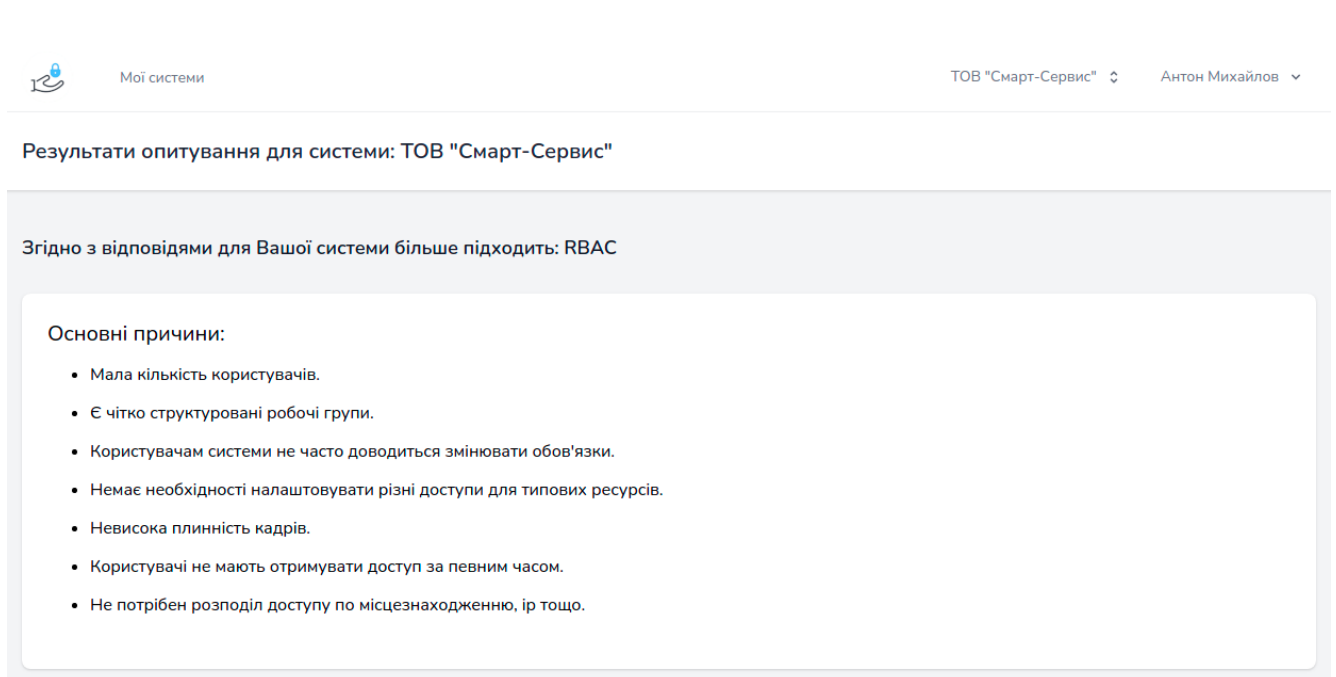 Мої системи
ТОВ "Смарт-Сервис"
Антон Михайлов
Результати опитування для системи: ТОВ "Смарт-Сервис"
Згідно з відповідями для Вашої системи більше підходить: RBAC
Основні причини:
Мала кількість користувачів.
Є чітко структуровані робочі групи.
Користувачам системи не часто доводиться змінювати обов'язки.
Немає необхідності налаштовувати різні доступи для типових ресурсів.
Невисока плинність кадрів.
Користувачі не мають отримувати доступ за певним часом.
Не потрібен розподіл доступу по місцезнаходженню, ip тощо.